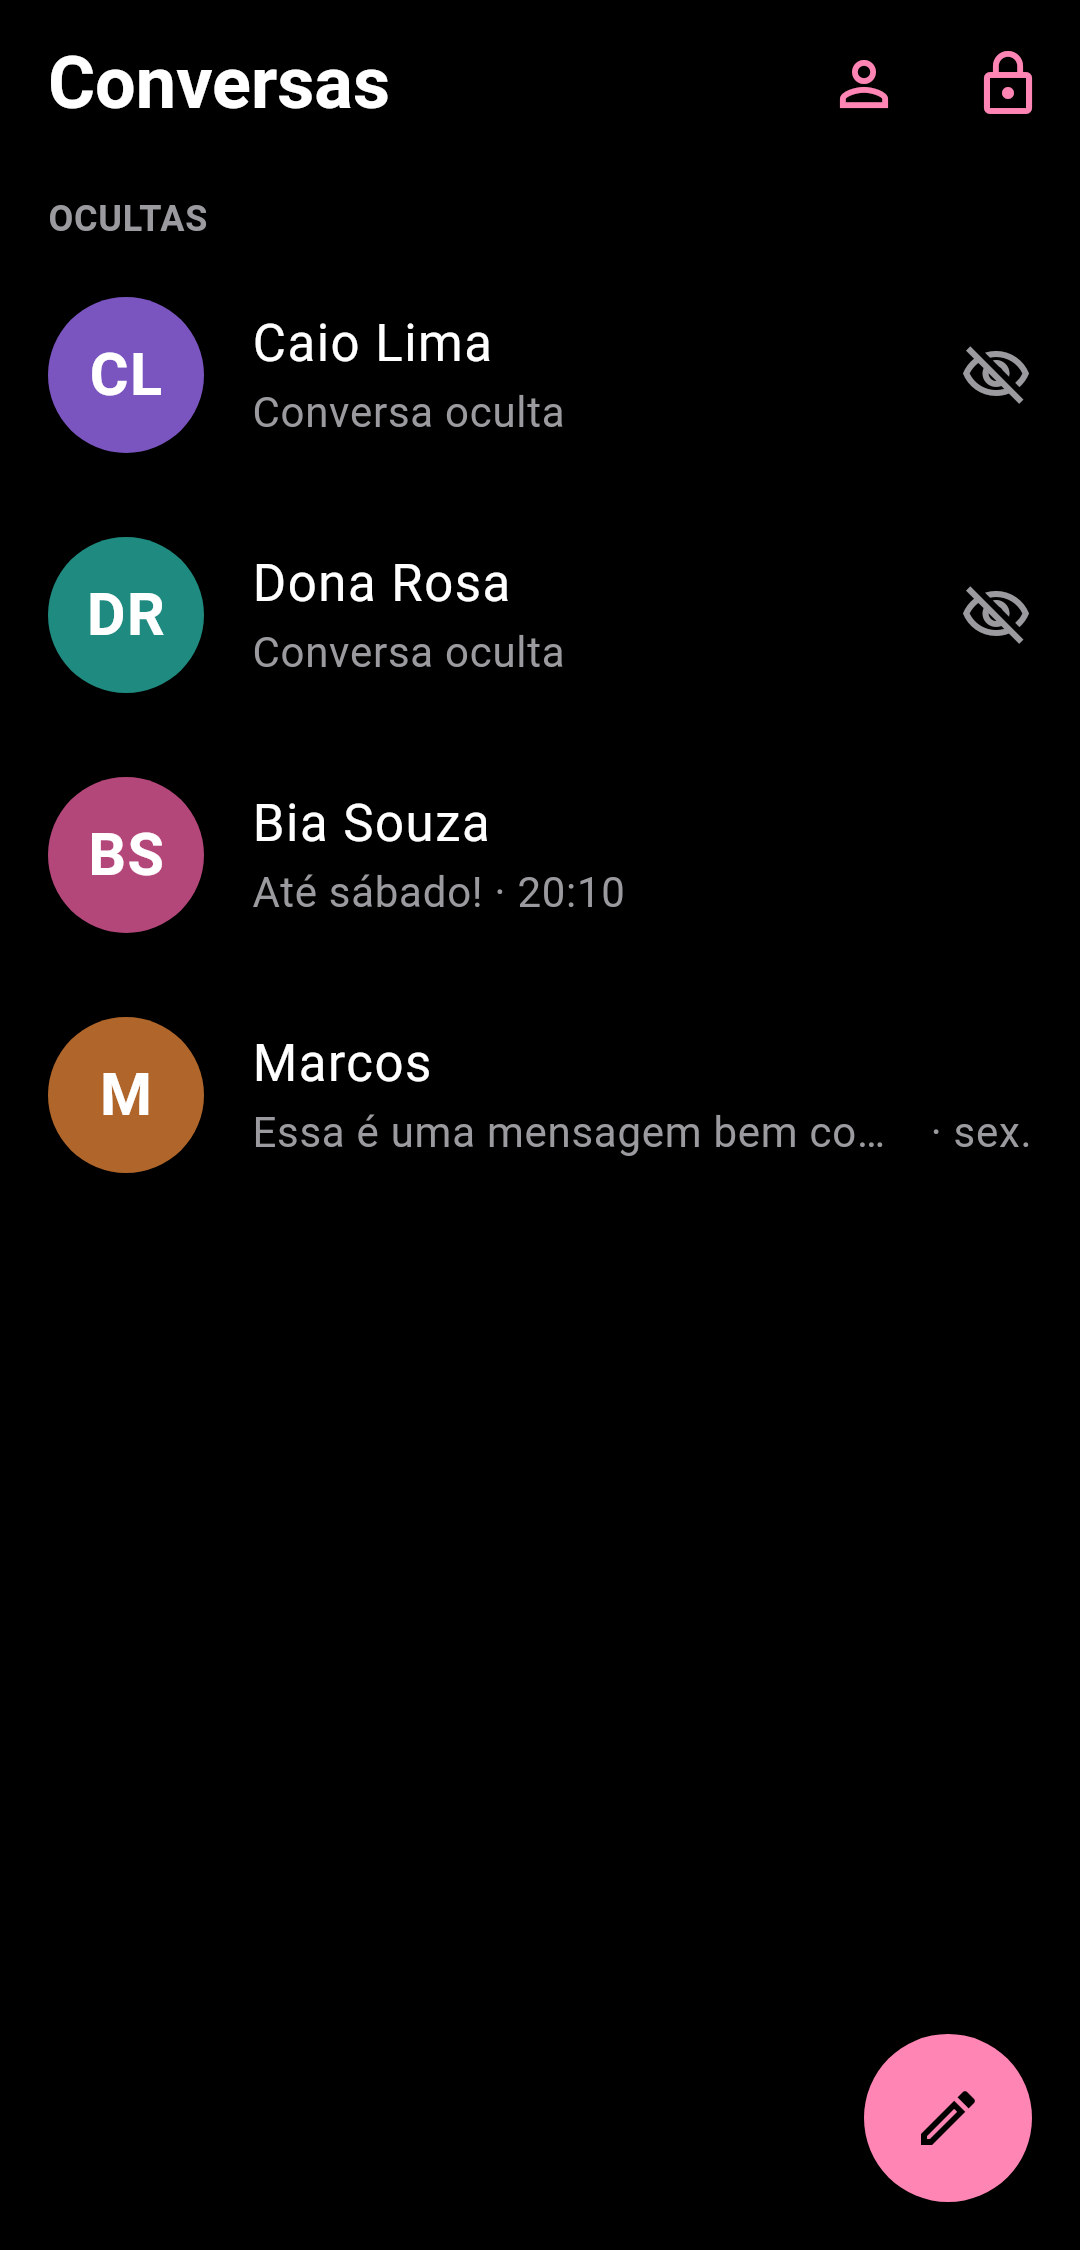 Conversas
OCULTAS
CL
Caio Lima
Conversa oculta
DR
Dona Rosa
Conversa oculta
BS
Bia Souza
Até sábado! · 20:10
M
Marcos
Essa é uma mensagem bem co… · sex.